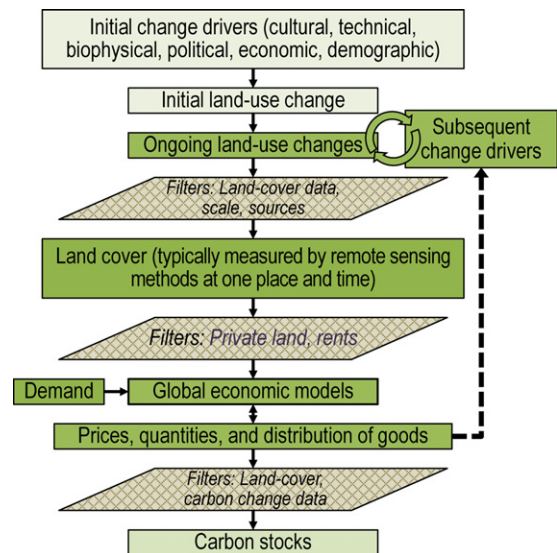 Initial change drivers (cultural, technical,
biophysical, political, economic, demographic)
Initial land-use change
Ongoing land-use changes
Subsequent
change drivers
Filters: Land-cover data,
scale, sources
Land cover (typically measured by remote sensing
methods at one place and time)
Filters: Private land, rents
Demand
Global economic models
Prices, quantities, and distribution of goods
Filters: Land-cover,
carbon change data
Carbon stocks